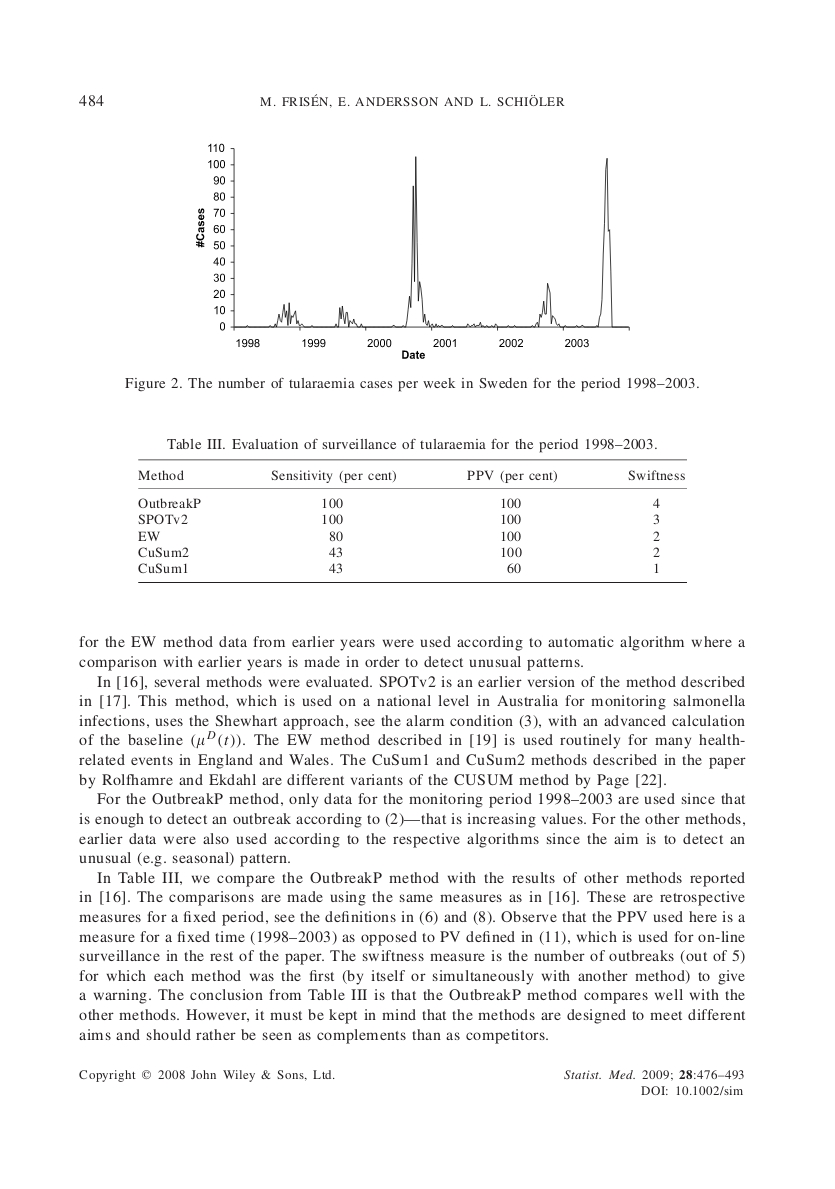 484
M. FRISÉN, E. ANDERSSON AND L. SCHIÖLER
110
100
90
80
70
60
50
40
30
20
10
0
#Cases
1998 1999 2000 2001 2002 2003
Date
Figure 2. The number of tularaemia cases per week in Sweden for the period 1998–2003.
Table III. Evaluation of surveillance of tularaemia for the period 1998–2003.
Method Sensitivity (per cent) PPV (per cent) Swiftness
OutbreakP 100 100 4
SPOTv2 100 100 3
EW 80 100 2
CuSum2 43 100 2
CuSum1 43 60 1
for the EW method data from earlier years were used according to automatic algorithm where a
comparison with earlier years is made in order to detect unusual patterns.
In [16], several methods were evaluated. SPOTv2 is an earlier version of the method described
in [17]. This method, which is used on a national level in Australia for monitoring salmonella
infections, uses the Shewhart approach, see the alarm condition (3), with an advanced calculation
of the baseline (μ^D(t)). The EW method described in [19] is used routinely for many health-
related events in England and Wales. The CuSum1 and CuSum2 methods described in the paper
by Rolfhamre and Ekdahl are different variants of the CUSUM method by Page [22].
For the OutbreakP method, only data for the monitoring period 1998–2003 are used since that
is enough to detect an outbreak according to (2)—that is increasing values. For the other methods,
earlier data were also used according to the respective algorithms since the aim is to detect an
unusual (e.g. seasonal) pattern.
In Table III, we compare the OutbreakP method with the results of other methods reported
in [16]. The comparisons are made using the same measures as in [16]. These are retrospective
measures for a fixed period, see the definitions in (6) and (8). Observe that the PPV used here is a
measure for a fixed time (1998–2003) as opposed to PV defined in (11), which is used for on-line
surveillance in the rest of the paper. The swiftness measure is the number of outbreaks (out of 5)
for which each method was the first (by itself or simultaneously with another method) to give
a warning. The conclusion from Table III is that the OutbreakP method compares well with the
other methods. However, it must be kept in mind that the methods are designed to meet different
aims and should rather be seen as complements than as competitors.
Copyright © 2008 John Wiley & Sons, Ltd.
Statist. Med. 2009; 28:476–493
DOI: 10.1002/sim